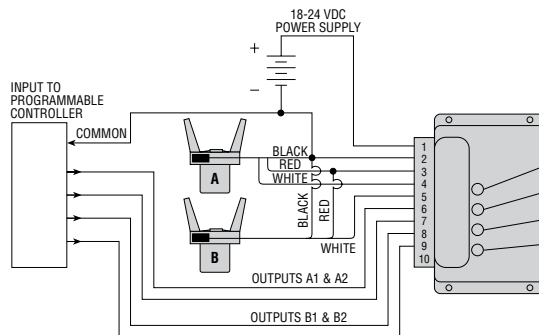 18-24 VDC
POWER SUPPLY
+
–
INPUT TO
PROGRAMMABLE
CONTROLLER
COMMON
A
BLACK
RED
WHITE
BLACK
RED
B
WHITE
1
2
3
4
5
6
7
8
9
10
OUTPUTS A1 & A2
OUTPUTS B1 & B2